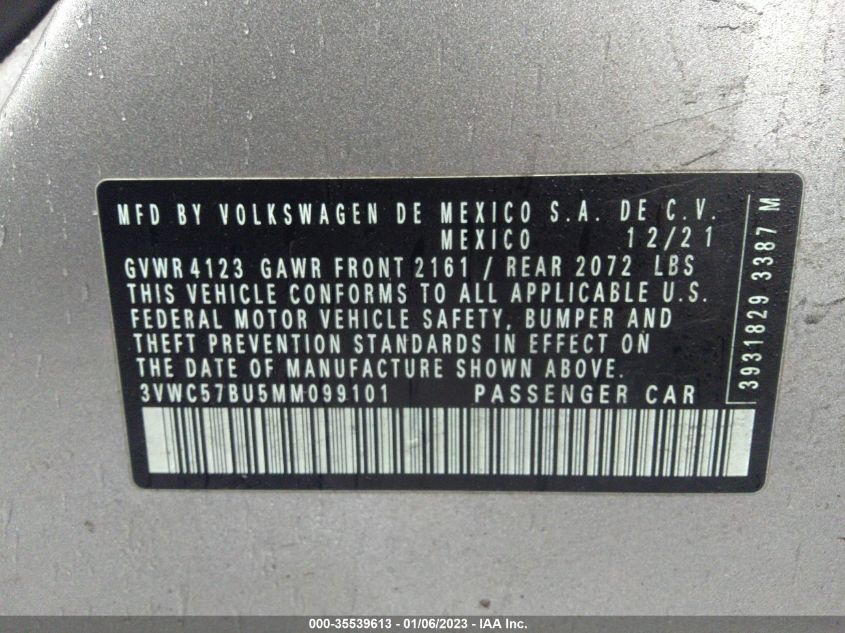 MFD BY VOLKSWAGEN DE MEXICO S.A. DE C.V.
MEXICO 12/21
GVWR 4123 GAWR FRONT 2161 / REAR 2072 LBS
THIS VEHICLE CONFORMS TO ALL APPLICABLE U.S.
FEDERAL MOTOR VEHICLE SAFETY, BUMPER AND
THEFT PREVENTION STANDARDS IN EFFECT ON
THE DATE OF MANUFACTURE SHOWN ABOVE.
3VWC57BU5MM099101 PASSENGER CAR
3931829 3387 M
000-35539613 - 01/06/2023 - IAA Inc.